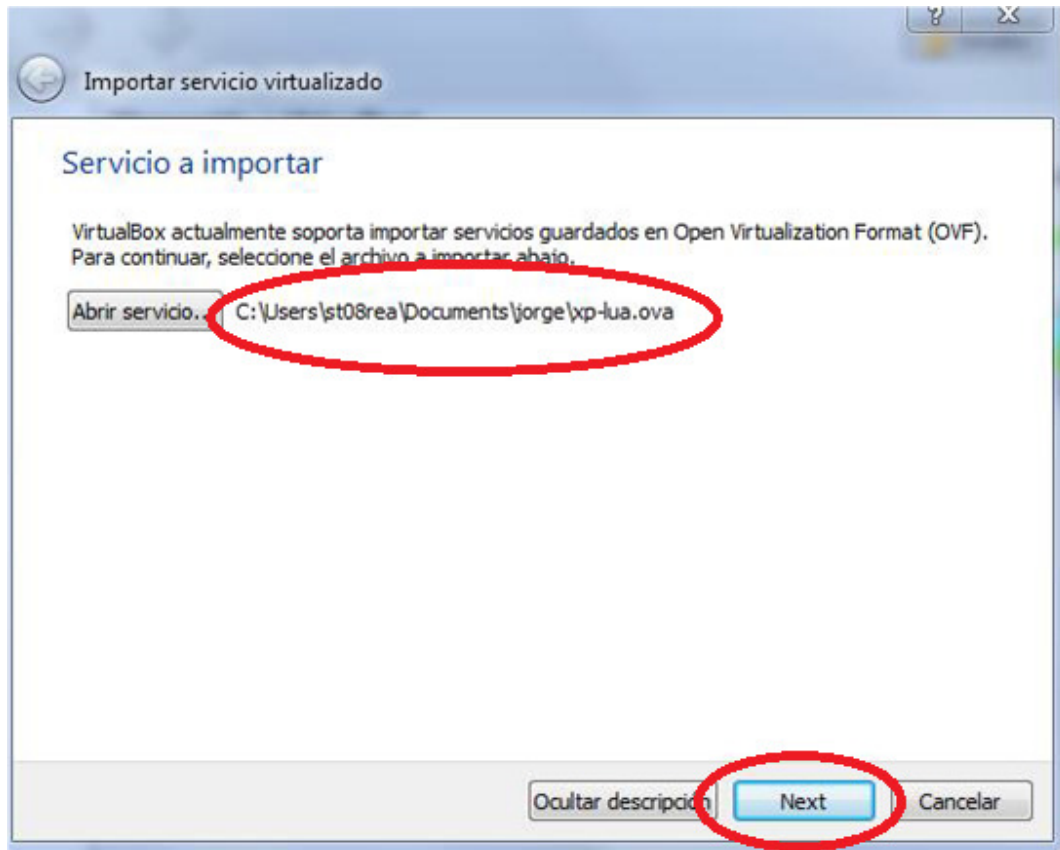 Importar servicio virtualizado
Servicio a importar
VirtualBox actualmente soporta importar servicios guardados en Open Virtualization Format (OVF).
Para continuar, seleccione el archivo a importar abajo.
Abrir servicio... C:\Users\st08rea\Documents\jorge\xp-lua.ova
Ocultar descripción Next Cancelar